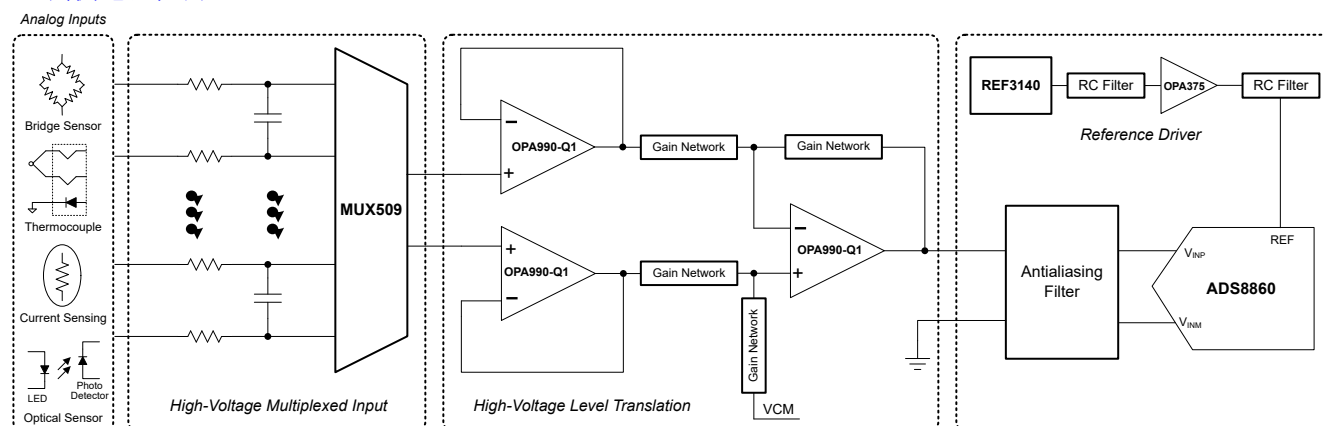 Analog Inputs
Bridge Sensor
Thermocouple
Current Sensing
LED
Photo
Detector
Optical Sensor
MUX509
High-Voltage Multiplexed Input
OPA990-Q1
+
Gain Network
Gain Network
+
OPA990-Q1
Gain Network
OPA990-Q1
+
Gain Network
VCM
High-Voltage Level Translation
REF3140
RC Filter
OPA375
RC Filter
Reference Driver
Antialiasing
Filter
REF
VINP
ADS8860
VINM